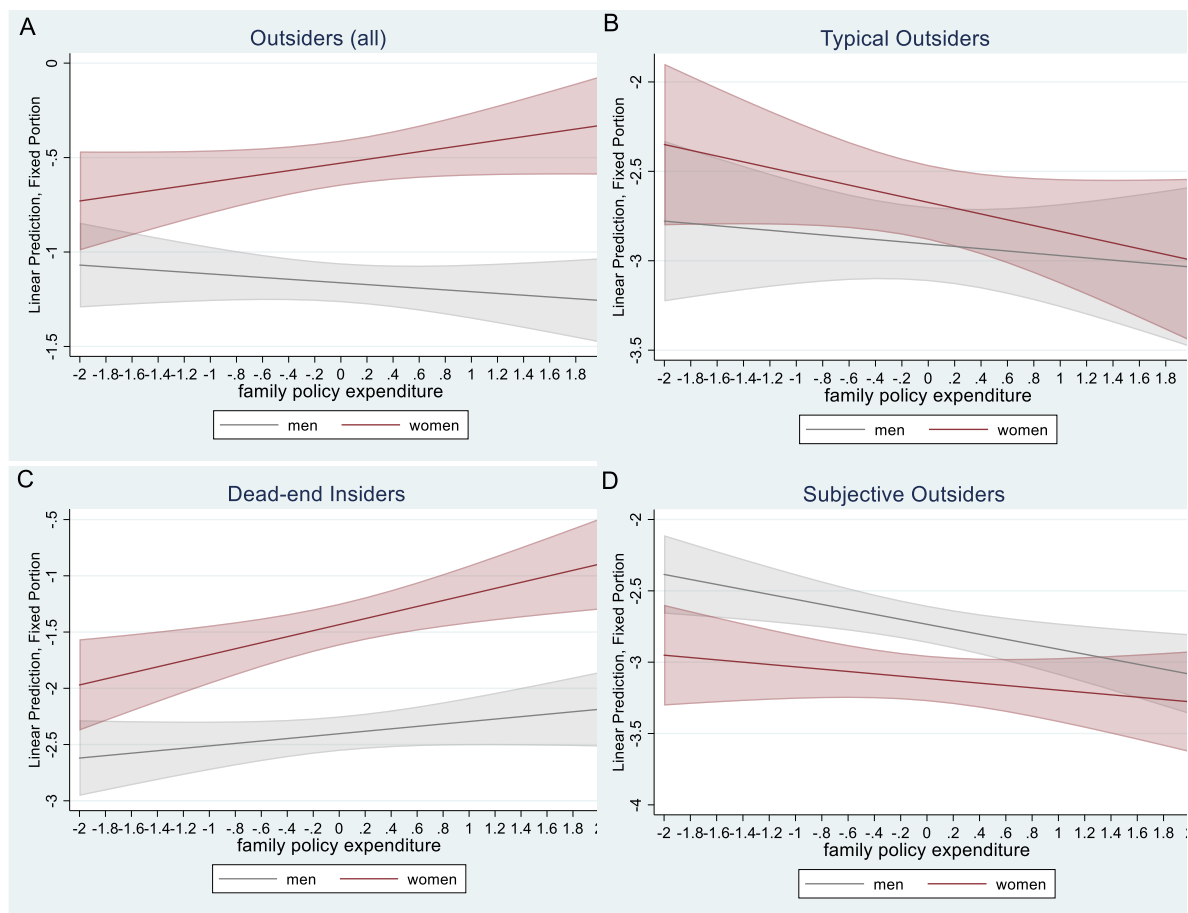 A
Outsiders (all)
Linear Prediction, Fixed Portion
0
-.5
-1
-1.5
-2 -1.8-1.6-1.4-1.2 -1 -.8 -.6 -.4 -.2 0 .2 .4 .6 .8 1 1.2 1.4 1.6 1.8
family policy expenditure
men women
B
Typical Outsiders
Linear Prediction, Fixed Portion
-2
-2.5
-3
-3.5
-2 -1.8-1.6-1.4-1.2 -1 -.8 -.6 -.4 -.2 0 .2 .4 .6 .8 1 1.2 1.4 1.6 1.8
family policy expenditure
men women
C
Dead-end Insiders
Linear Prediction, Fixed Portion
-.5
-1
-1.5
-2
-2.5
-3
-2 -1.8-1.6-1.4-1.2 -1 -.8 -.6 -.4 -.2 0 .2 .4 .6 .8 1 1.2 1.4 1.6 1.8 2
family policy expenditure
men women
D
Subjective Outsiders
Linear Prediction, Fixed Portion
-2
-2.5
-3
-3.5
-4
-2 -1.8-1.6-1.4-1.2 -1 -.8 -.6 -.4 -.2 0 .2 .4 .6 .8 1 1.2 1.4 1.6 1.8
family policy expenditure
men women